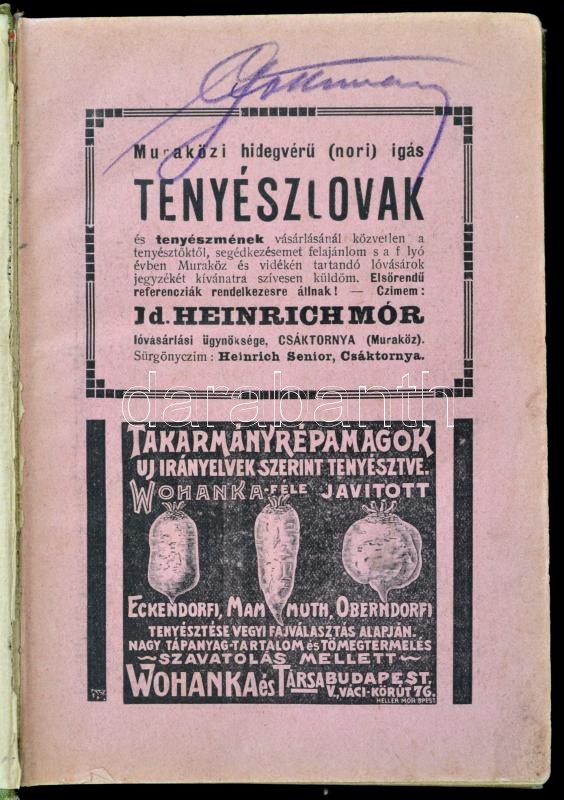 Muraközi hidegvérű (nori) igás
TENYÉSZLOVAK
és tenyészmének vásárlásánál közvetlen a
tenyésztőktől, segédkezésemet felajánlom s a f lyó
évben Muraköz és vidékén tartandó lóvásárok
jegyzékét kívánatra szívesen küldöm. Elsőrendű
referencziák rendelkezesre állnak! — Czimem:
Id. HEINRICH MÓR
lóvásárlási ügynöksége, CSÁKTORNYA (Muraköz).
Sürgönyczim: Heinrich Senior, Csáktornya.
darabanth
TAKARMÁNYRÉPAMAGOK
UJ IRÁNYELVEK SZERINT TENYÉSZTVE.
WOHANKA-FÉLE JAVITOTT
ECKENDORFI, MAMMUTH, OBERNDORFI
TENYÉSZTÉSE VEGYI FAJVÁLASZTÁS ALAPJÁN.
NAGY TÁPANYAG-TARTALOM és TÖMEGTERMELÉS
SZAVATOLÁS MELLETT
WOHANKA és TÁRSA BUDAPEST.
V, VÁCI-KÖRÚT 76.
HELLER MÓR BPEST